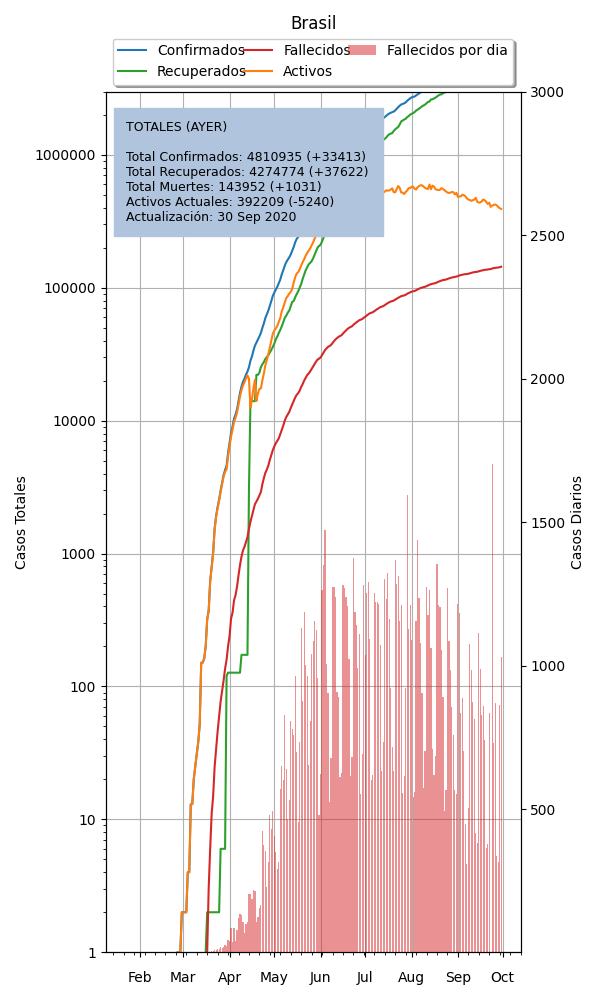 Brasil
Confirmados
Recuperados
Fallecidos
Activos
Fallecidos por dia
TOTALES (AYER)
Total Confirmados: 4810935 (+33413)
Total Recuperados: 4274774 (+37622)
Total Muertes: 143952 (+1031)
Activos Actuales: 392209 (-5240)
Actualización: 30 Sep 2020
Casos Totales
1000000
100000
10000
1000
100
10
1
Casos Diarios
3000
2500
2000
1500
1000
500
Feb Mar Apr May Jun Jul Aug Sep Oct